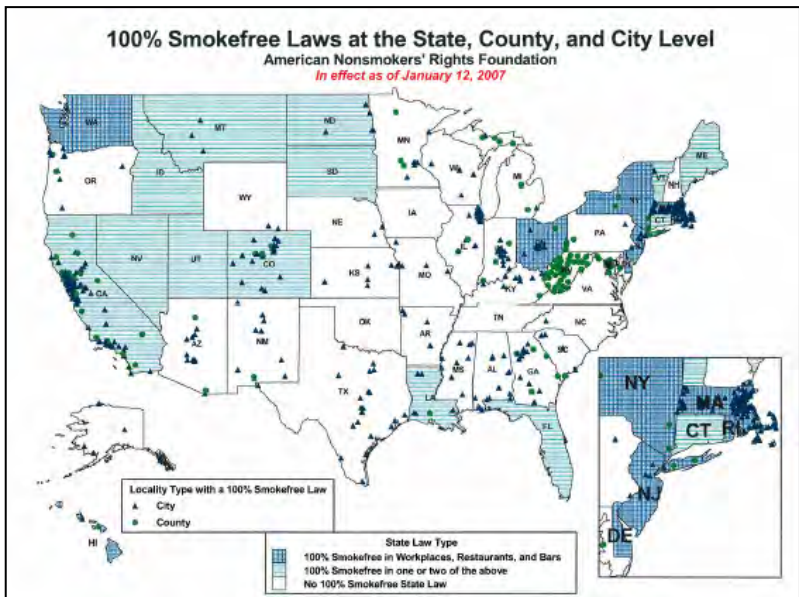 100% Smokefree Laws at the State, County, and City Level
American Nonsmokers' Rights Foundation
In effect as of January 12, 2007
WA
MT
ND
MN
ME
OR
ID
SD
WI
MI
VT
NH
WY
NY
NE
IA
PA
CT
NV
UT
CO
IL
CA
KS
MO
KY
VA
AZ
NM
OK
AR
TN
NC
SC
TX
MS
AL
GA
LA
FL
HI
NY
MA
CT
RI
NJ
DE
Locality Type with a 100% Smokefree Law
City
County
State Law Type
100% Smokefree in Workplaces, Restaurants, and Bars
100% Smokefree in one or two of the above
No 100% Smokefree State Law